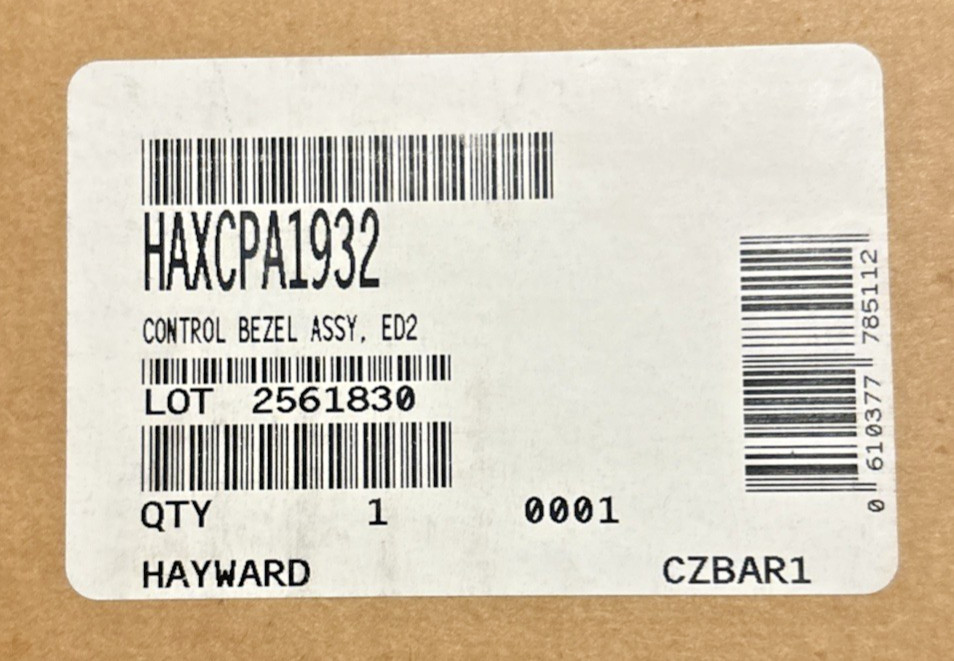 HAXCPA1932
CONTROL BEZEL ASSY, ED2
LOT 2561830
QTY 1 0001
HAYWARD CZBAR1
0 610377 785112